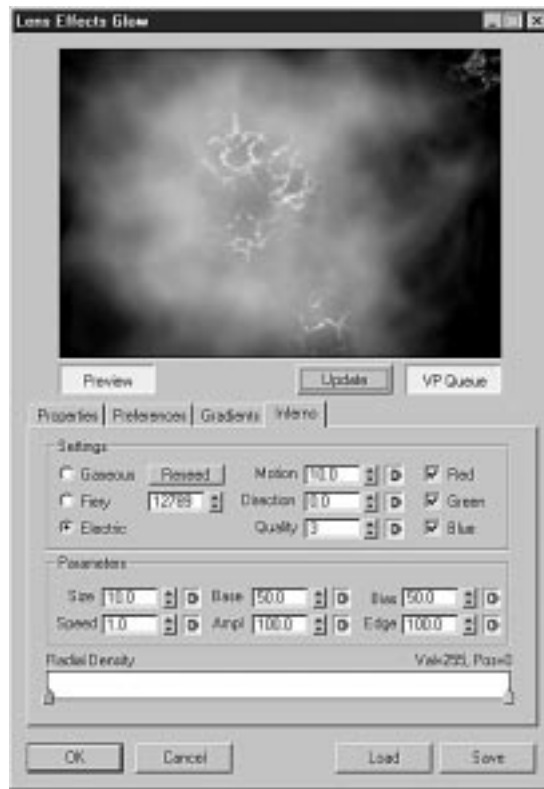 Lens Effects Glow
Preview Update VP Queue
Properties Preferences Gradients Inferno
Settings
Gaseous Reseed Motion 10.0 Red
Fiery 12789 Direction 0.0 Green
Electric Quality 3 Blue
Parameters
Size 10.0 Base 50.0 Bias 50.0
Speed 1.0 Ampl 100.0 Edge 100.0
Radial Density Val=255, Pos=0
OK Cancel Load Save